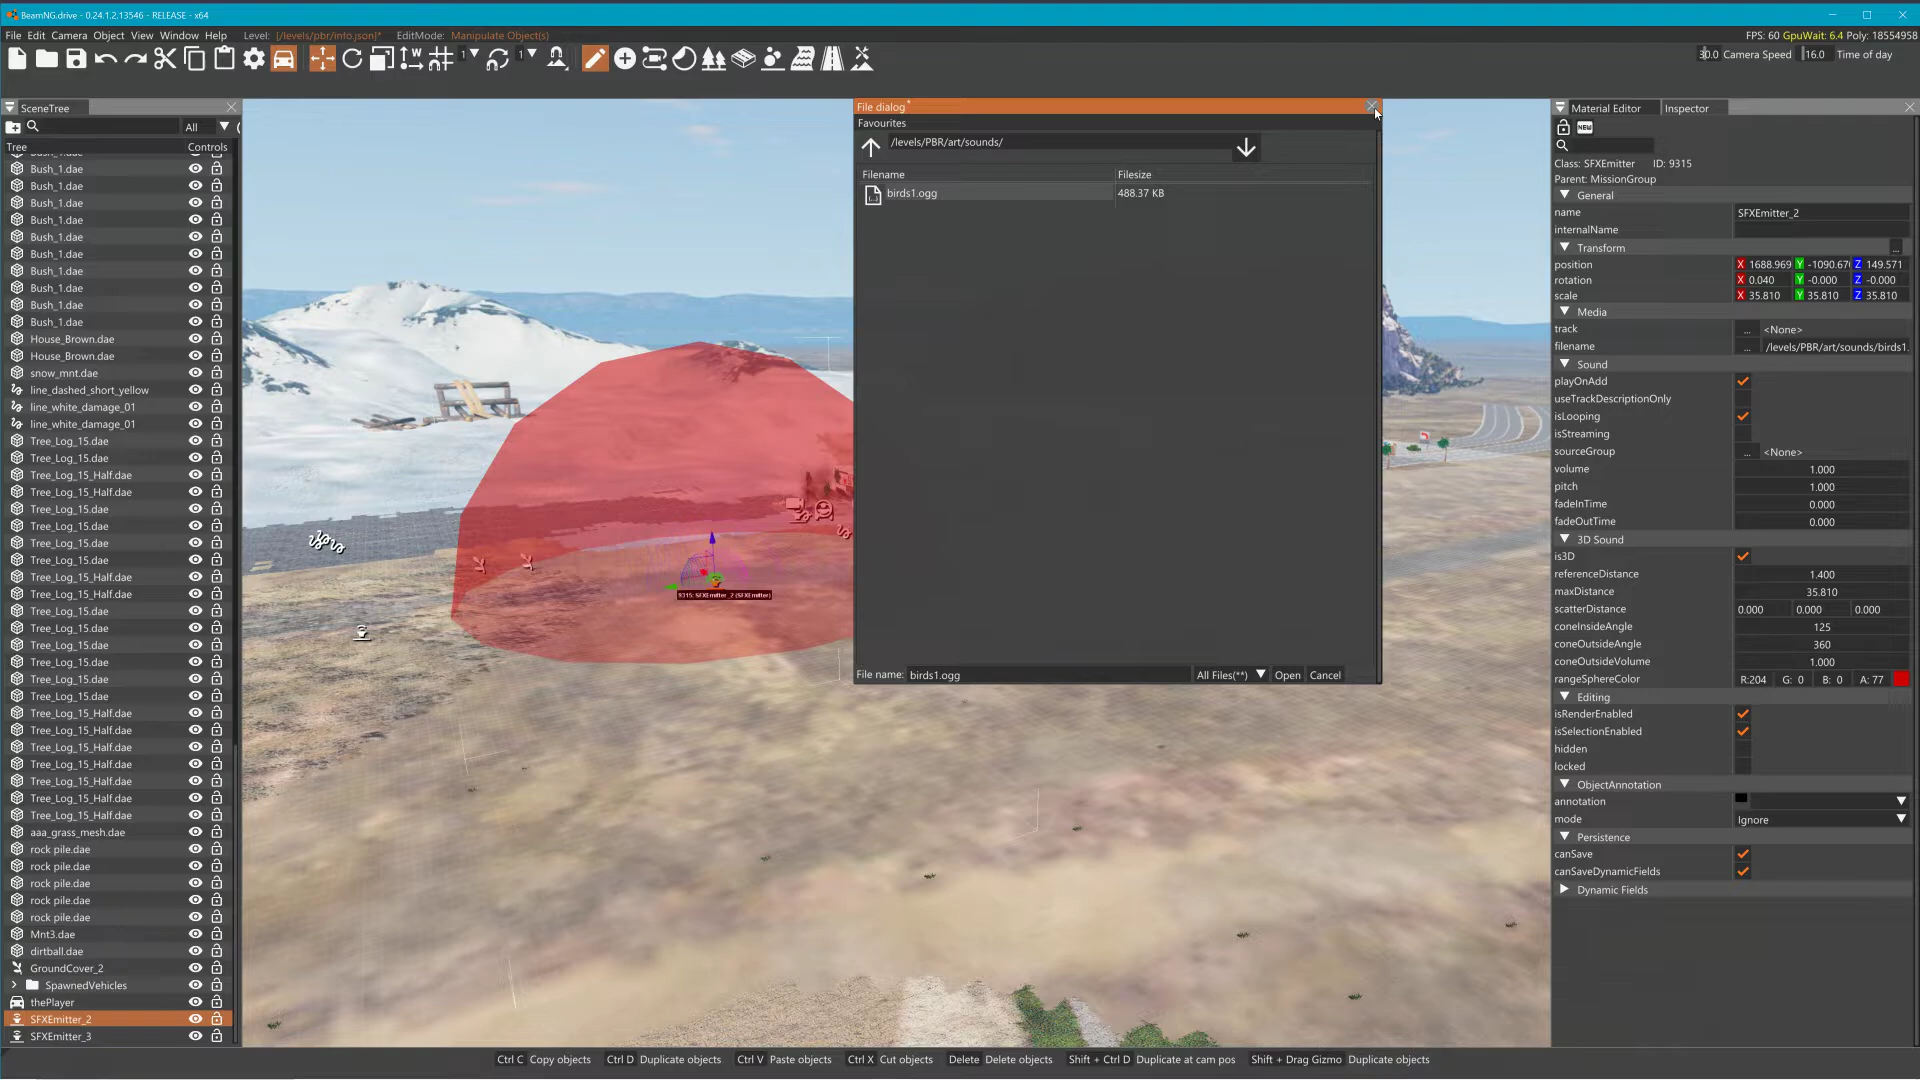 BeamNG.drive - 0.24.1.2.13546 - RELEASE - x64
File Edit Camera Object View Window Help Level: [/levels/pbr/info.json]* EditMode: Manipulate Object(s)
FPS: 60 GpuWait: 6.4 Poly: 18554958
1 1
30.0 Camera Speed 16.0 Time of day
SceneTree
All
Tree Controls
Bush_1.dae
Bush_1.dae
Bush_1.dae
Bush_1.dae
Bush_1.dae
Bush_1.dae
Bush_1.dae
Bush_1.dae
Bush_1.dae
Bush_1.dae
Bush_1.dae
House_Brown.dae
House_Brown.dae
snow_mnt.dae
line_dashed_short_yellow
line_white_damage_01
line_white_damage_01
Tree_Log_15.dae
Tree_Log_15.dae
Tree_Log_15_Half.dae
Tree_Log_15_Half.dae
Tree_Log_15.dae
Tree_Log_15.dae
Tree_Log_15.dae
Tree_Log_15.dae
Tree_Log_15_Half.dae
Tree_Log_15_Half.dae
Tree_Log_15.dae
Tree_Log_15.dae
Tree_Log_15.dae
Tree_Log_15.dae
Tree_Log_15.dae
Tree_Log_15.dae
Tree_Log_15_Half.dae
Tree_Log_15_Half.dae
Tree_Log_15_Half.dae
Tree_Log_15_Half.dae
Tree_Log_15_Half.dae
Tree_Log_15_Half.dae
Tree_Log_15_Half.dae
aaa_grass_mesh.dae
rock pile.dae
rock pile.dae
rock pile.dae
rock pile.dae
rock pile.dae
Mnt3.dae
dirtball.dae
GroundCover_2
SpawnedVehicles
thePlayer
SFXEmitter_2
SFXEmitter_3
9315: SFXEmitter_2 (SFXEmitter)
File dialog*
Favourites
/levels/PBR/art/sounds/
Filename Filesize
birds1.ogg 488.37 KB
File name: birds1.ogg All Files(**) Open Cancel
Material Editor Inspector
NEW
Class: SFXEmitter ID: 9315
Parent: MissionGroup
General
name SFXEmitter_2
internalName
Transform ...
position X 1688.969 Y -1090.67 Z 149.571
rotation X 0.040 Y -0.000 Z -0.000
scale X 35.810 Y 35.810 Z 35.810
Media
track ... <None>
filename ... /levels/PBR/art/sounds/birds1.
Sound
playOnAdd
useTrackDescriptionOnly
isLooping
isStreaming
sourceGroup ... <None>
volume 1.000
pitch 1.000
fadeInTime 0.000
fadeOutTime 0.000
3D Sound
is3D
referenceDistance 1.400
maxDistance 35.810
scatterDistance 0.000 0.000 0.000
coneInsideAngle 125
coneOutsideAngle 360
coneOutsideVolume 1.000
rangeSphereColor R:204 G: 0 B: 0 A: 77
Editing
isRenderEnabled
isSelectionEnabled
hidden
locked
ObjectAnnotation
annotation
mode Ignore
Persistence
canSave
canSaveDynamicFields
Dynamic Fields
Ctrl C Copy objects Ctrl D Duplicate objects Ctrl V Paste objects Ctrl X Cut objects Delete Delete objects Shift + Ctrl D Duplicate at cam pos Shift + Drag Gizmo Duplicate objects